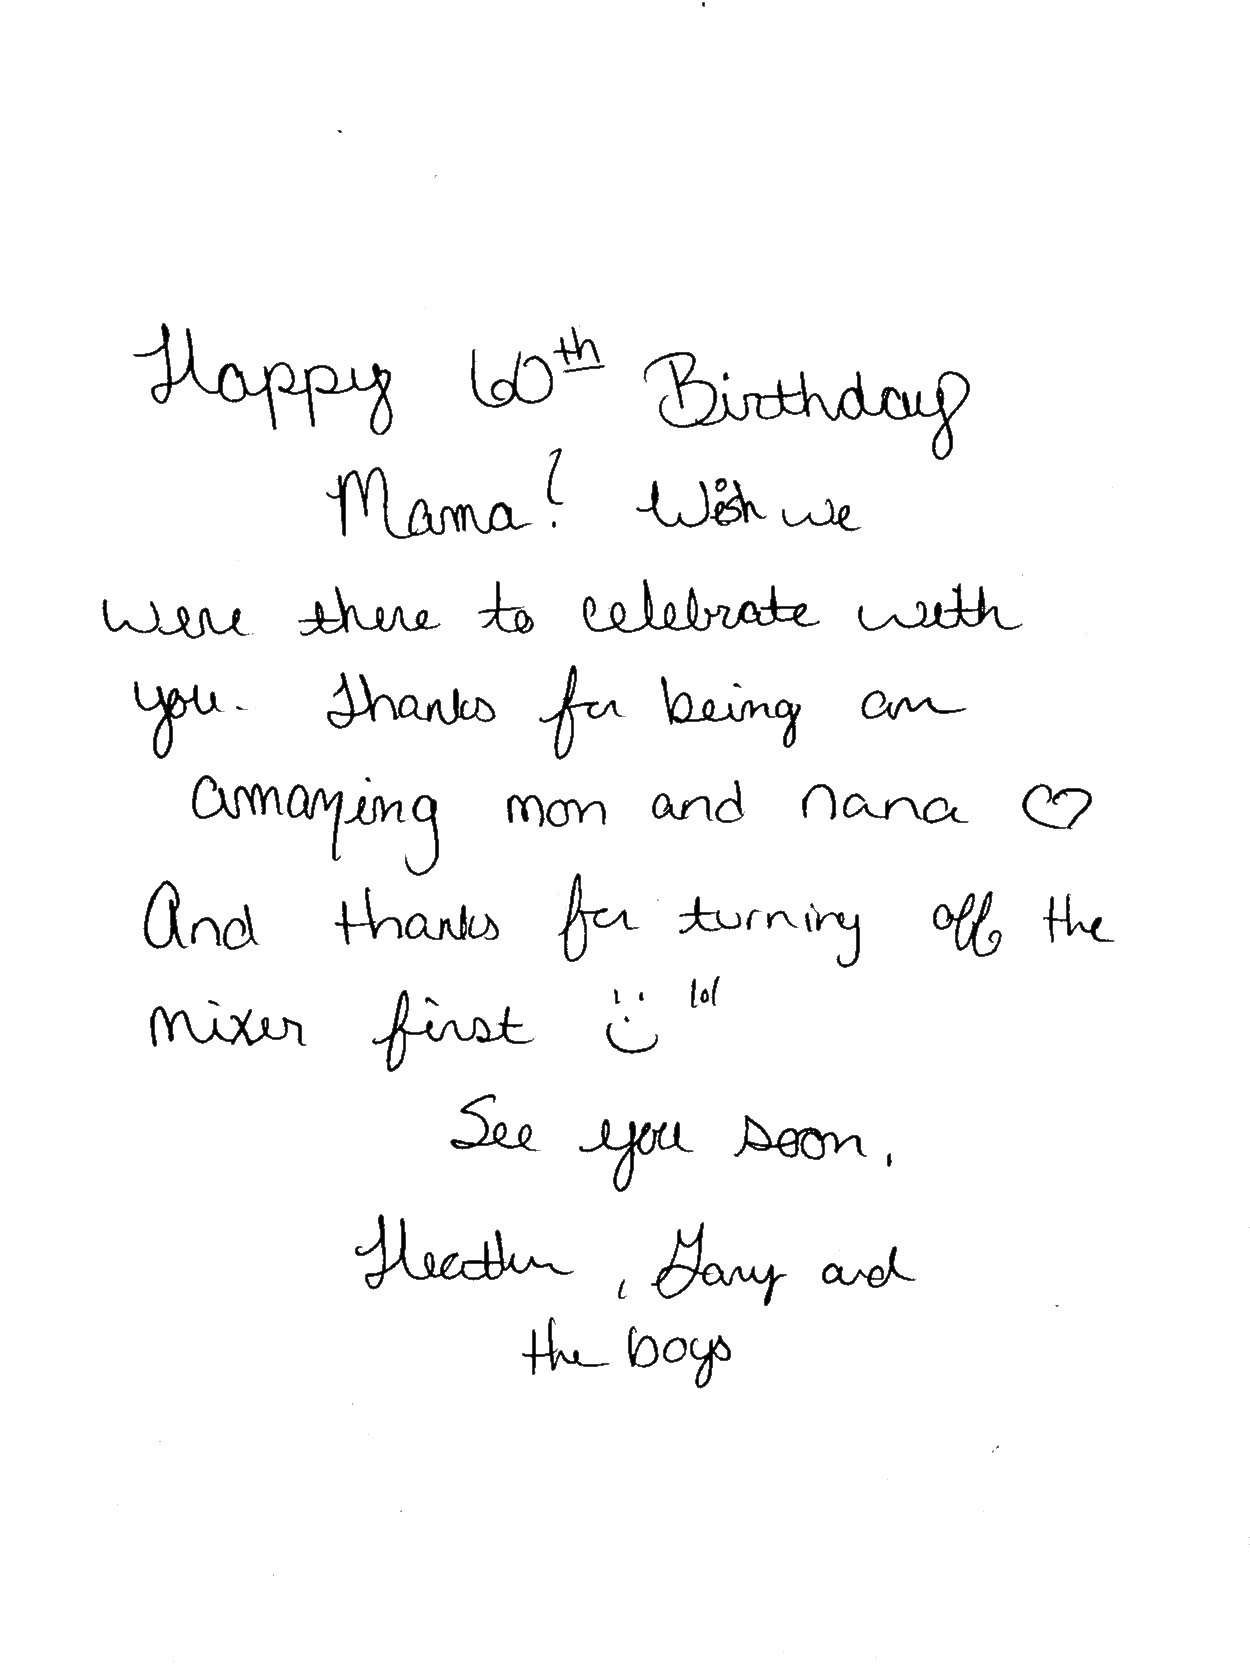 Happy 60th Birthday
Mama! Wish we
were there to celebrate with
you. Thanks for being an
amazing mom and nana ♡
And thanks for turning off the
mixer first lol
See you soon,
Heather, Gary and
the boys